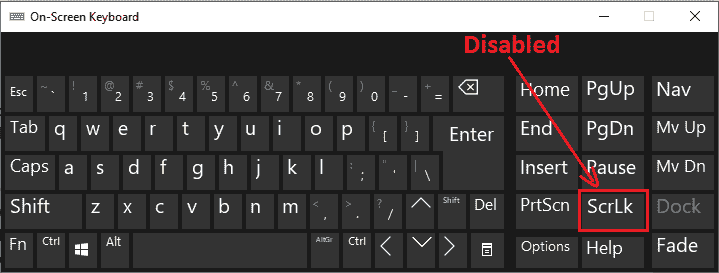 On-Screen Keyboard
Disabled
Esc ~ ` ! 1 @ 2 # 3 $ 4 % 5 ^ 6 & 7 * 8 ( 9 ) 0 _ - + = Home PgUp Nav
Tab q w e r t y u i o p { [ } ] Enter End PgDn Mv Up
Caps a s d f g h j k l : ; " ' | \ Insert Pause Mv Dn
Shift z x c v b n m < , > . ? / Shift Del PrtScn ScrLk Dock
Fn Ctrl Alt AltGr Ctrl Options Help Fade